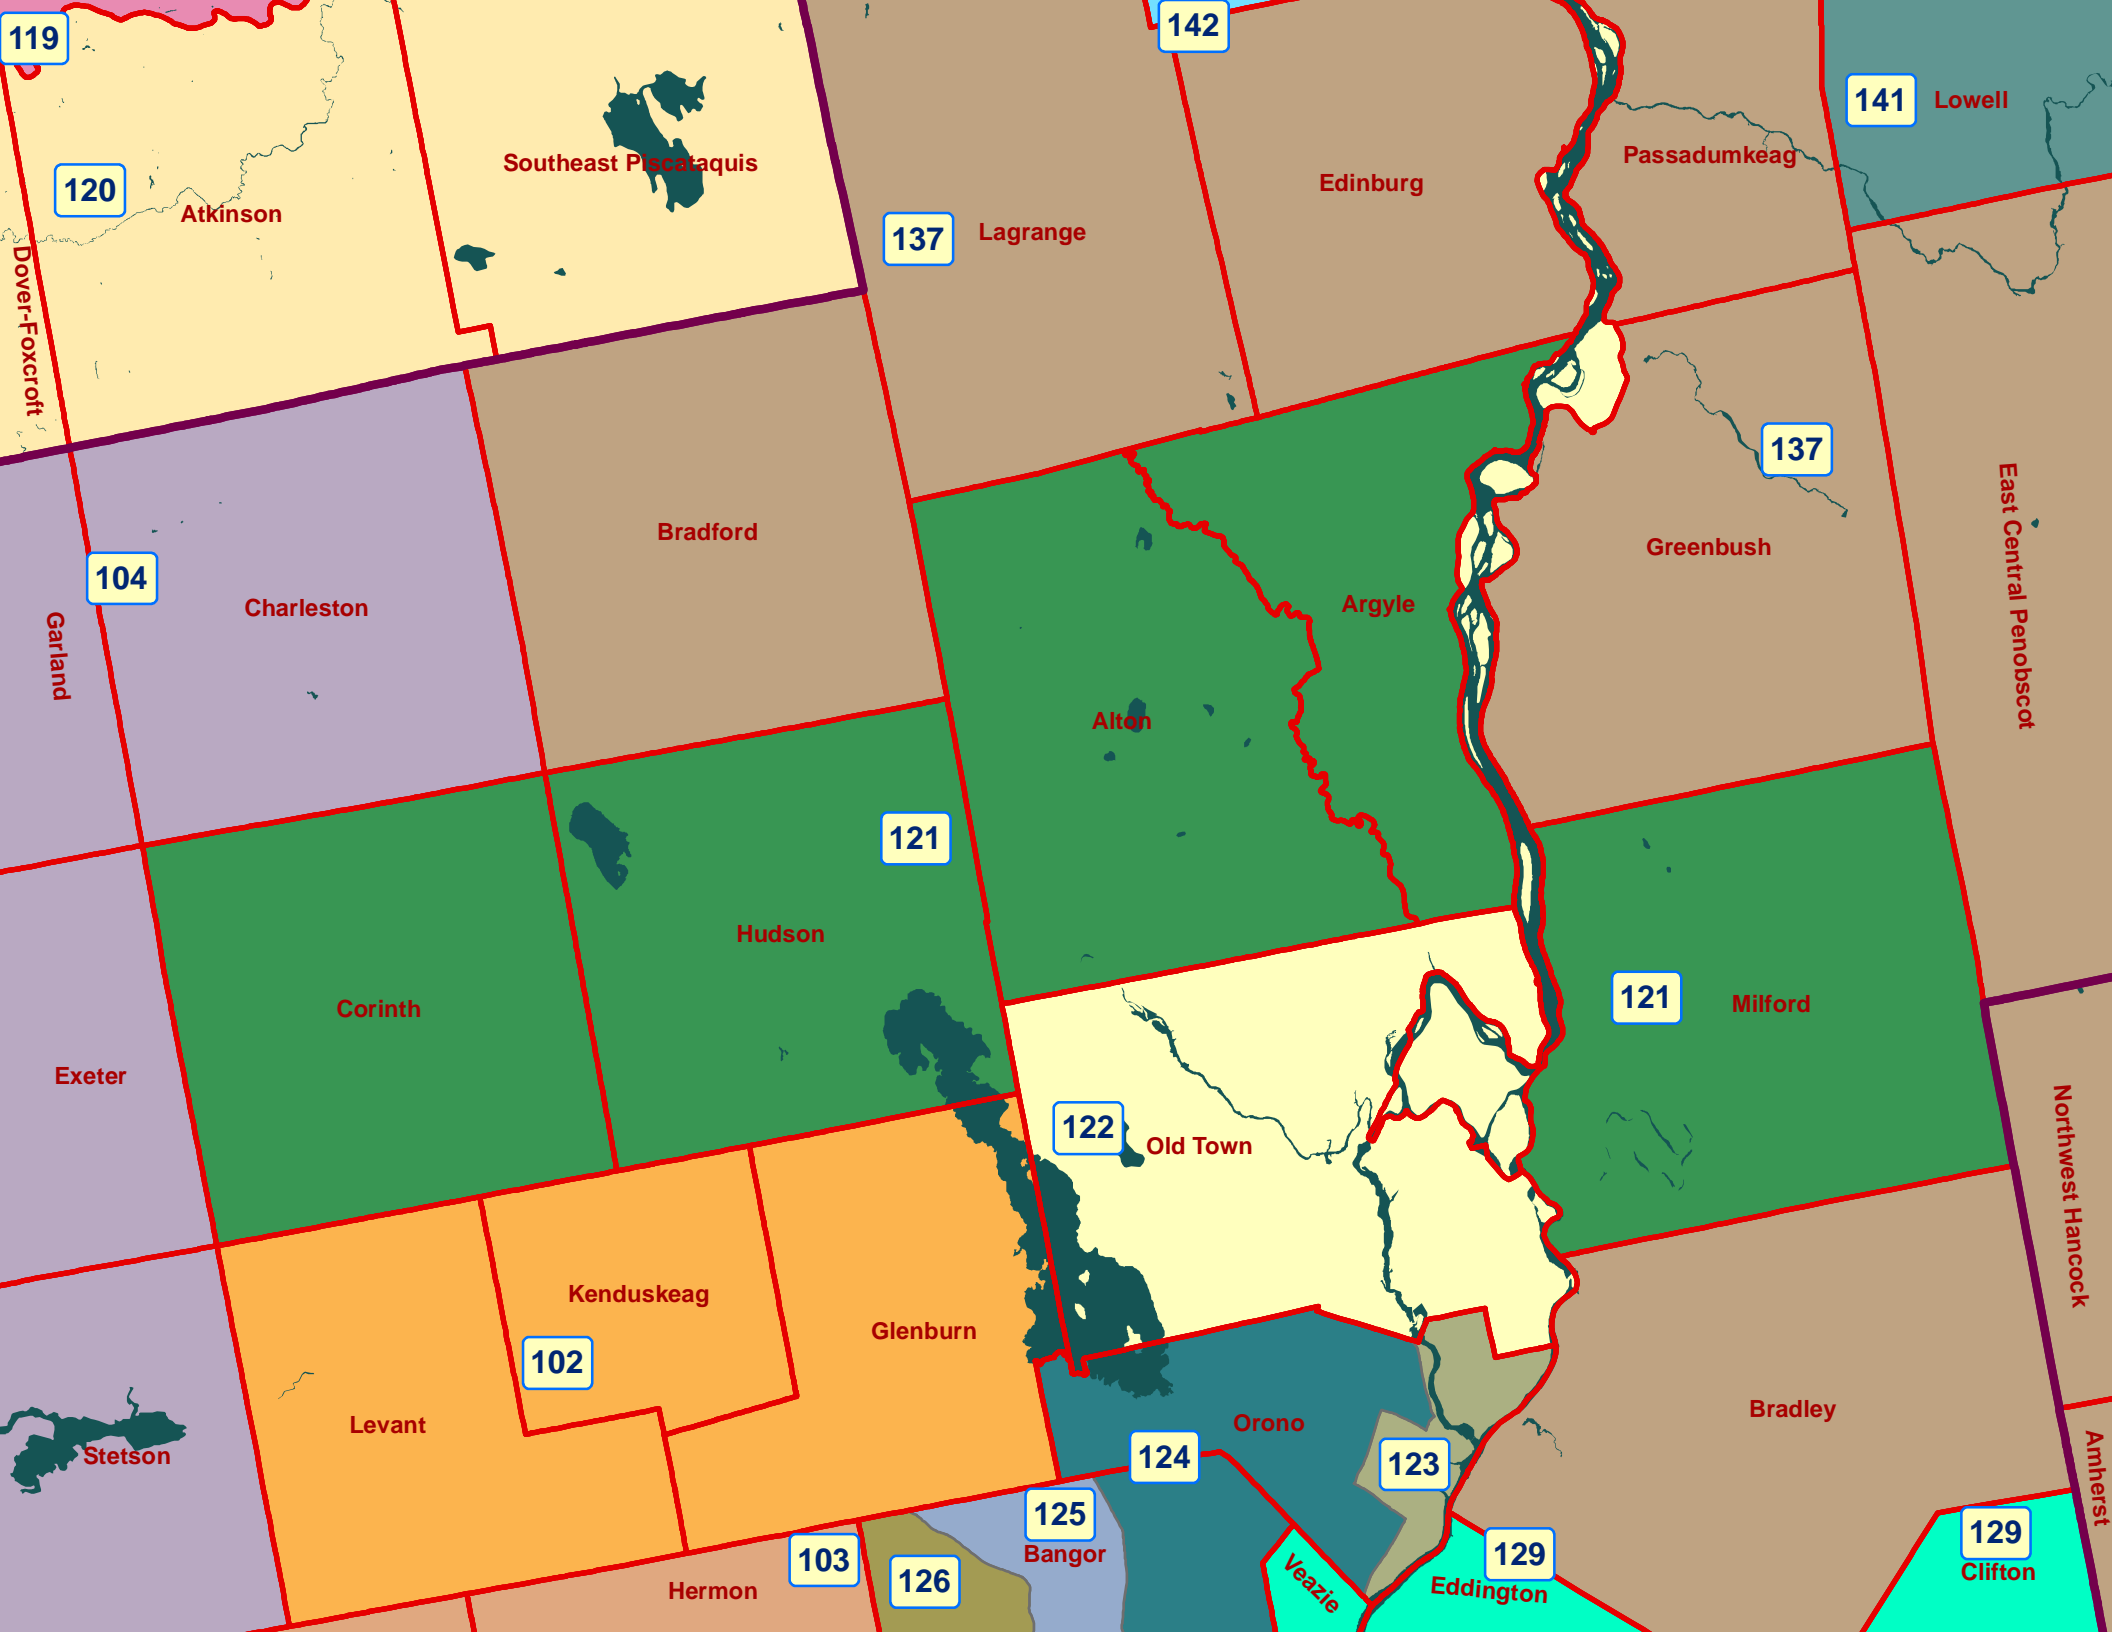 119
142
141
Lowell
Passadumkeag
Southeast Piscataquis
120
Atkinson
Edinburg
137
Lagrange
Dover-Foxcroft
137
Bradford
Greenbush
East Central Penobscot
104
Charleston
Argyle
Garland
Alton
121
Hudson
121
Milford
Corinth
Exeter
122
Old Town
Northwest Hancock
Kenduskeag
Glenburn
102
Levant
Orono
Bradley
Stetson
124
123
Amherst
125
Bangor
103
126
Hermon
Veazie
129
Eddington
129
Clifton